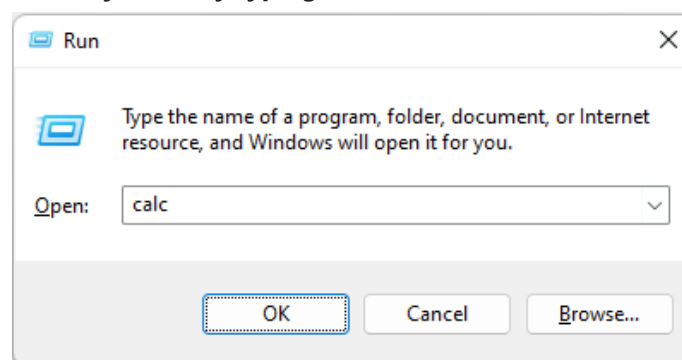 Run
Type the name of a program, folder, document, or Internet
resource, and Windows will open it for you.
Open: calc
OK Cancel Browse...